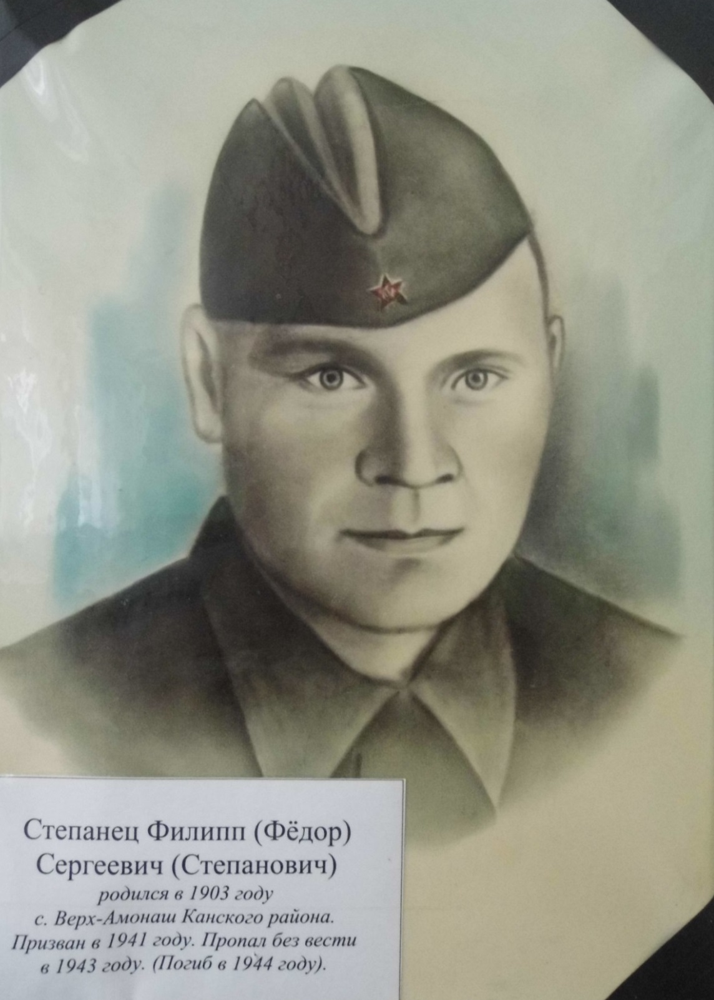 Степанец Филипп (Фёдор)
Сергеевич (Степанович)
родился в 1903 году
с. Верх-Амонаш Канского района.
Призван в 1941 году. Пропал без вести
в 1943 году. (Погиб в 1944 году).